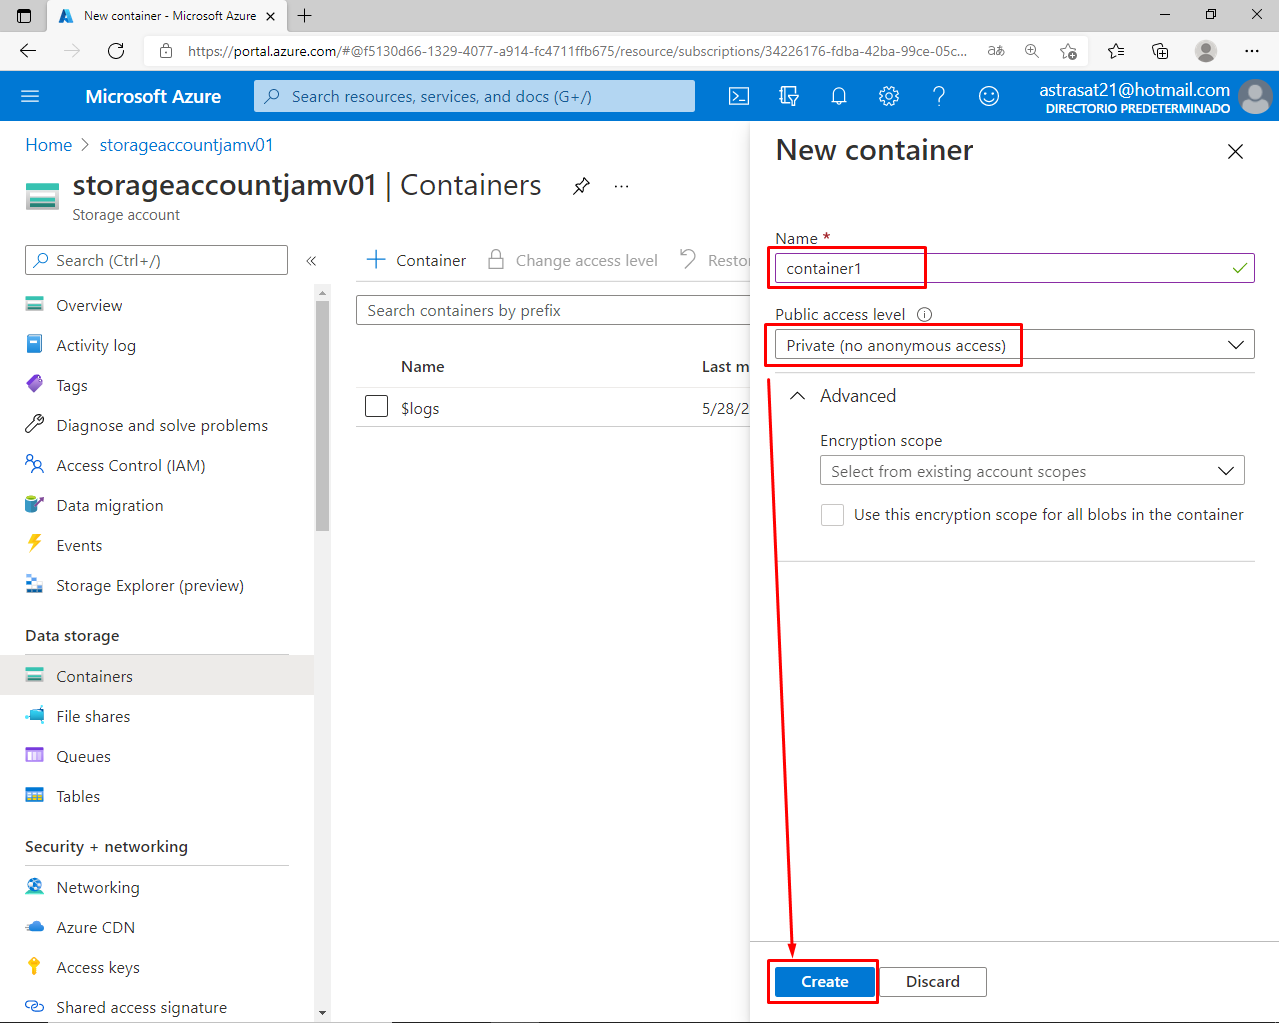 New container - Microsoft Azure
https://portal.azure.com/#@f5130d66-1329-4077-a914-fc4711ffb675/resource/subscriptions/34226176-fdba-42ba-99ce-05c...
Microsoft Azure
Search resources, services, and docs (G+/)
astrasat21@hotmail.com
DIRECTORIO PREDETERMINADO
Home > storageaccountjamv01
storageaccountjamv01 | Containers
Storage account
Search (Ctrl+/)
Overview
Activity log
Tags
Diagnose and solve problems
Access Control (IAM)
Data migration
Events
Storage Explorer (preview)
Data storage
Containers
File shares
Queues
Tables
Security + networking
Networking
Azure CDN
Access keys
Shared access signature
Container
Change access level
Restor
Search containers by prefix
Name
Last m
$logs
5/28/2
New container
Name *
container1
Public access level
Private (no anonymous access)
Advanced
Encryption scope
Select from existing account scopes
Use this encryption scope for all blobs in the container
Create
Discard